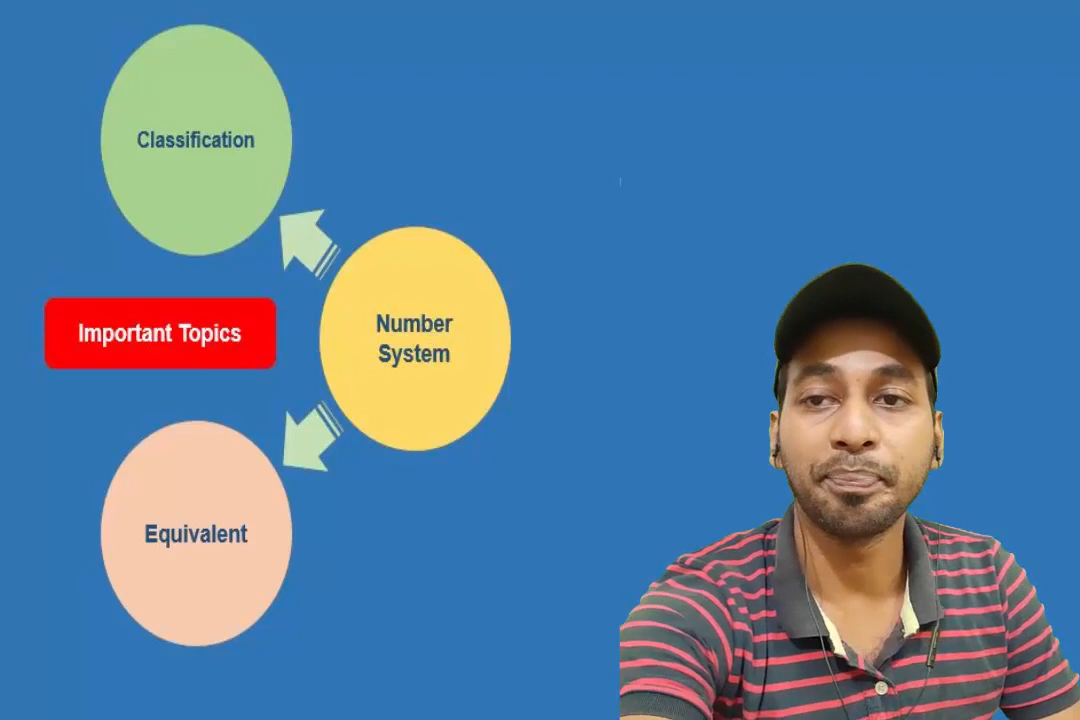 Classification
Important Topics
Number
System
Equivalent